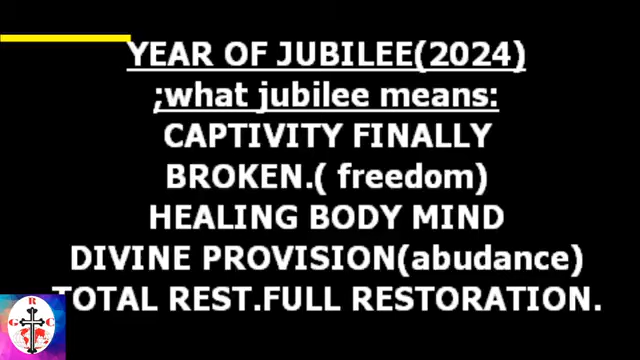 YEAR OF JUBILEE(2024)
;what jubilee means:
CAPTIVITY FINALLY
BROKEN.( freedom)
HEALING BODY MIND
DIVINE PROVISION(abudance)
TOTAL REST.FULL RESTORATION.
R
G C